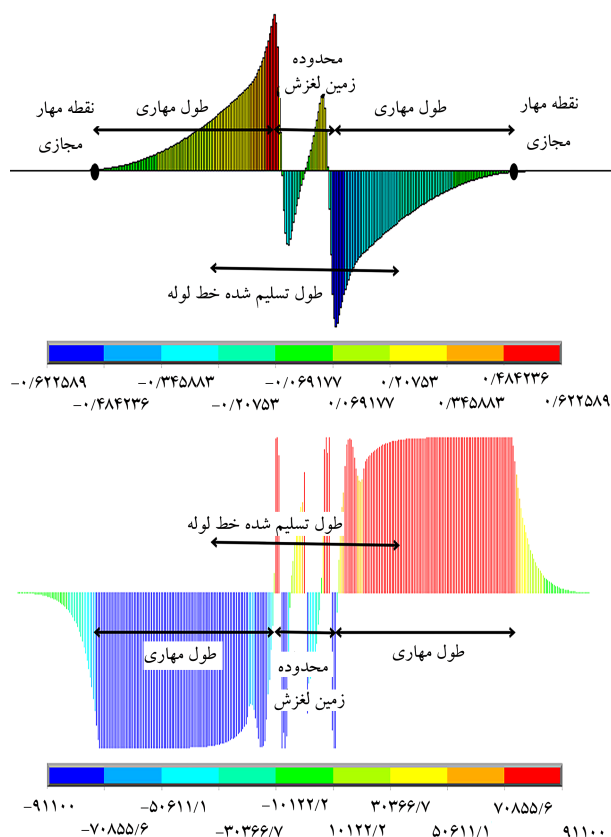 محدوده
زمین لغزش
نقطه مهار
مجازی
طول مهاری
طول مهاری
نقطه مهار
مجازی
طول تسلیم شده خط لوله
-۰/۶۲۲۵۸۹ -۰/۳۴۵۸۸۳ -۰/۰۶۹۱۷۷ ۰/۲۰۷۵۳ ۰/۴۸۴۲۳۶
-۰/۴۸۴۲۳۶ -۰/۲۰۷۵۳ ۰/۰۶۹۱۷۷ ۰/۳۴۵۸۸۳ ۰/۶۲۲۵۸۹
طول تسلیم شده خط لوله
طول مهاری
محدوده
زمین لغزش
طول مهاری
-۹۱۱۰۰ -۵۰۶۱۱/۱ -۱۰۱۲۲/۲ ۳۰۳۶۶/۷ ۷۰۸۵۵/۶
-۷۰۸۵۵/۶ -۳۰۳۶۶/۷ ۱۰۱۲۲/۲ ۵۰۶۱۱/۱ ۹۱۱۰۰